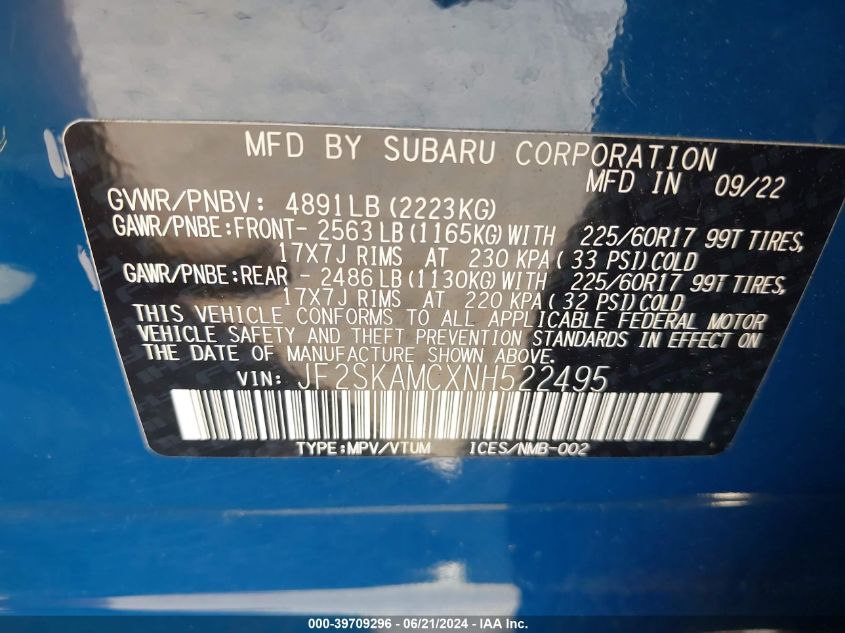 MFD BY SUBARU CORPORATION
MFD IN 09/22
GVWR/PNBV: 4891LB (2223KG)
GAWR/PNBE:FRONT- 2563LB (1165KG)WITH 225/60R17 99T TIRES,
17X7J RIMS AT 230 KPA ( 33 PSI)COLD
GAWR/PNBE:REAR - 2486LB (1130KG)WITH 225/60R17 99T TIRES,
17X7J RIMS AT 220 KPA ( 32 PSI)COLD
THIS VEHICLE CONFORMS TO ALL APPLICABLE FEDERAL MOTOR
VEHICLE SAFETY AND THEFT PREVENTION STANDARDS IN EFFECT ON
THE DATE OF MANUFACTURE SHOWN ABOVE.
VIN: JF2SKAMCXNH522495
TYPE:MPV/VTUM ICES/NMB-002
000-39709296 - 06/21/2024 - IAA Inc.